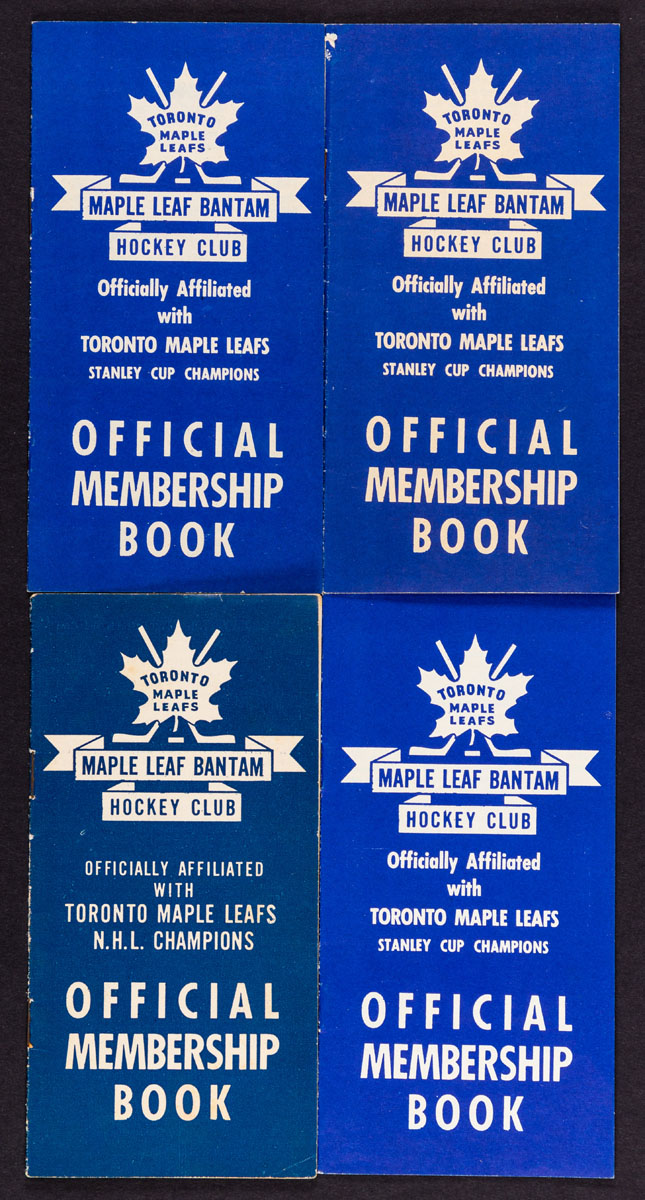 TORONTO
MAPLE
LEAFS
MAPLE LEAF BANTAM
HOCKEY CLUB
Officially Affiliated
with
TORONTO MAPLE LEAFS
STANLEY CUP CHAMPIONS
OFFICIAL
MEMBERSHIP
BOOK
TORONTO
MAPLE
LEAFS
MAPLE LEAF BANTAM
HOCKEY CLUB
Officially Affiliated
with
TORONTO MAPLE LEAFS
STANLEY CUP CHAMPIONS
OFFICIAL
MEMBERSHIP
BOOK
TORONTO
MAPLE
LEAFS
MAPLE LEAF BANTAM
HOCKEY CLUB
OFFICIALLY AFFILIATED
WITH
TORONTO MAPLE LEAFS
N.H.L. CHAMPIONS
OFFICIAL
MEMBERSHIP
BOOK
TORONTO
MAPLE
LEAFS
MAPLE LEAF BANTAM
HOCKEY CLUB
Officially Affiliated
with
TORONTO MAPLE LEAFS
STANLEY CUP CHAMPIONS
OFFICIAL
MEMBERSHIP
BOOK